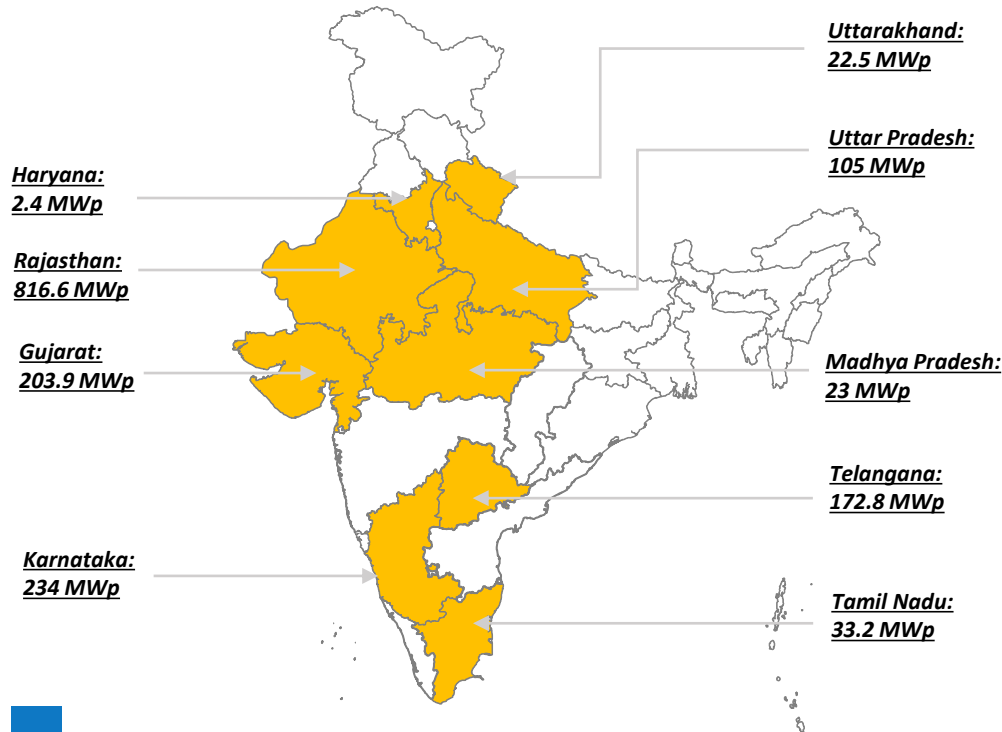 Uttarakhand:
22.5 MWp
Uttar Pradesh:
105 MWp
Haryana:
2.4 MWp
Rajasthan:
816.6 MWp
Gujarat:
203.9 MWp
Madhya Pradesh:
23 MWp
Telangana:
172.8 MWp
Karnataka:
234 MWp
Tamil Nadu:
33.2 MWp